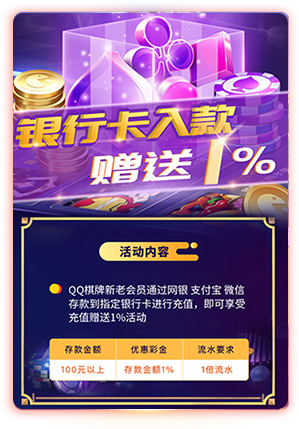 银行卡入款
赠送1%
活动内容
QQ棋牌新老会员通过网银 支付宝 微信
存款到指定银行卡进行充值，即可享受
充值赠送1%活动
存款金额 优惠彩金 流水要求
100元以上 存款金额1% 1倍流水